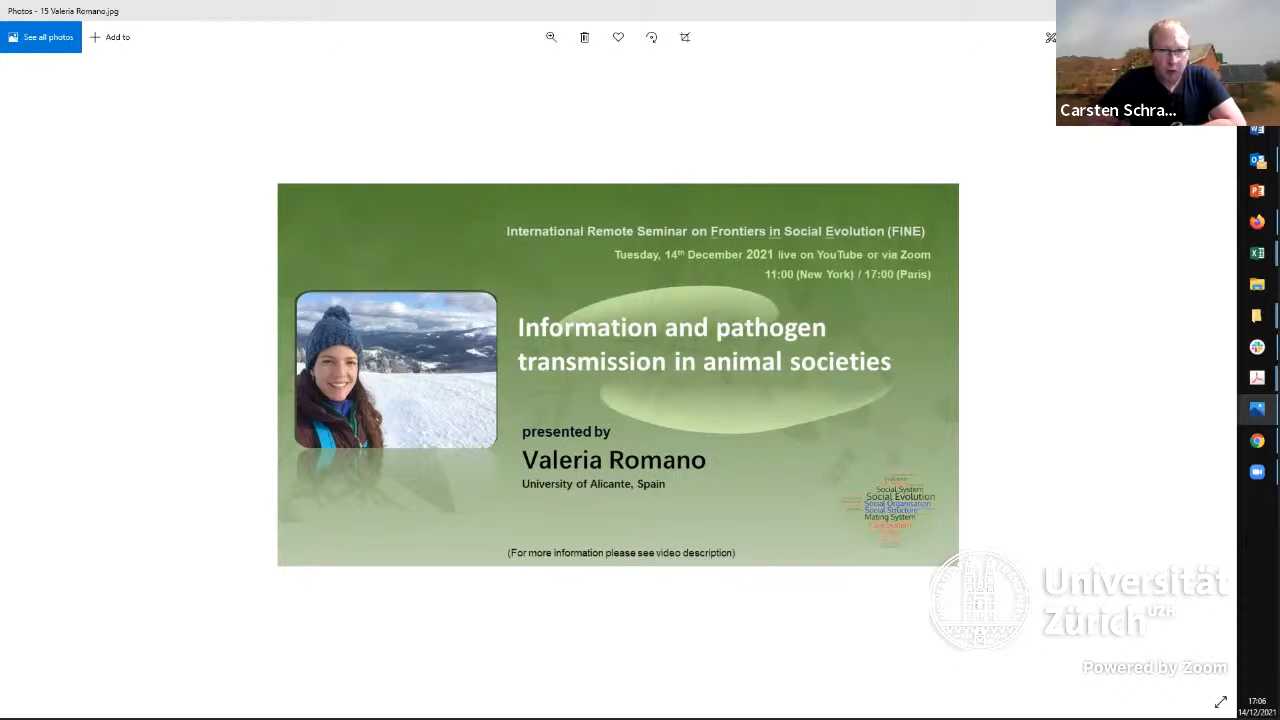 Photos - 15 Valeria Romano.jpg
See all photos
Add to
Carsten Schra...
International Remote Seminar on Frontiers in Social Evolution (FINE)
Tuesday, 14th December 2021 live on YouTube or via Zoom
11:00 (New York) / 17:00 (Paris)
Information and pathogen
transmission in animal societies
presented by
Valeria Romano
University of Alicante, Spain
Social System
Social Evolution
Social Organisation
Social Structure
Mating System
Care System
(For more information please see video description)
Universität
Zürich UZH
Powered by Zoom
17:06
14/12/2021